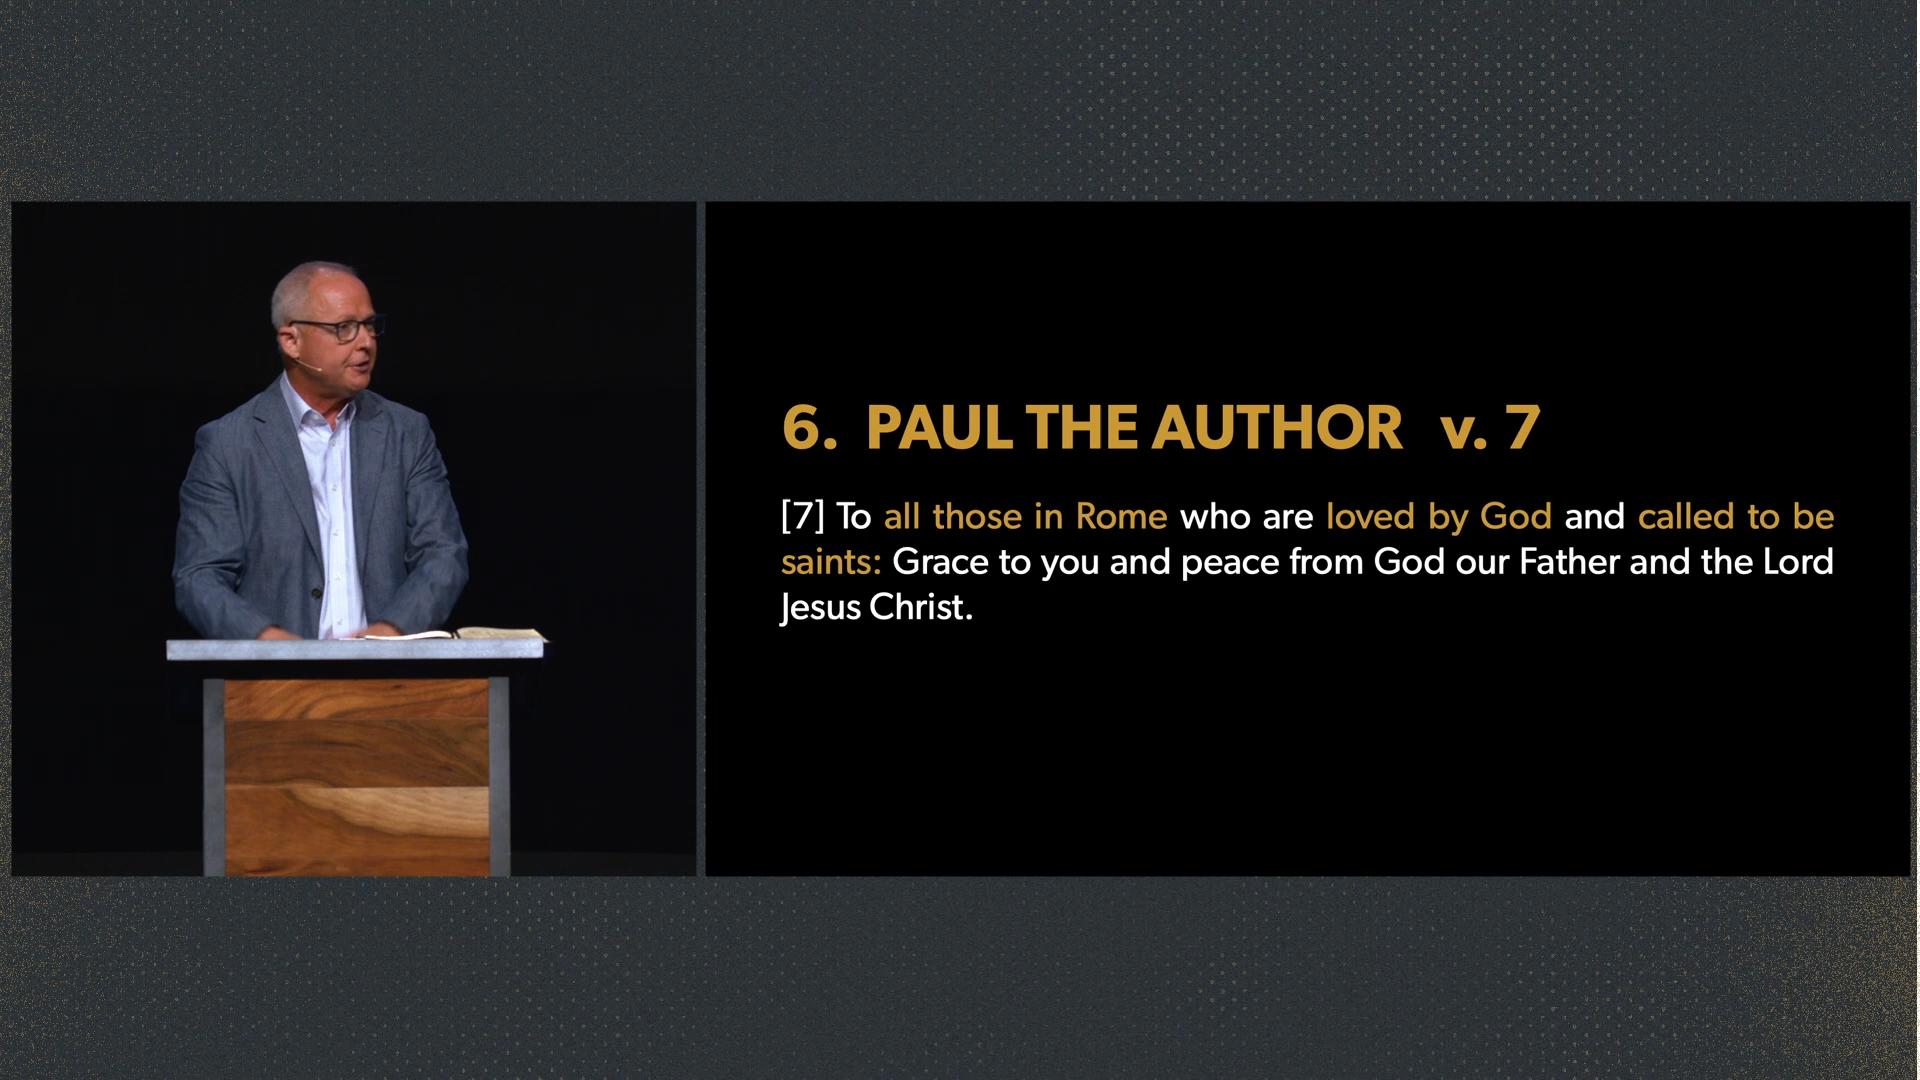 6. PAUL THE AUTHOR v. 7
[7] To all those in Rome who are loved by God and called to be
saints: Grace to you and peace from God our Father and the Lord
Jesus Christ.